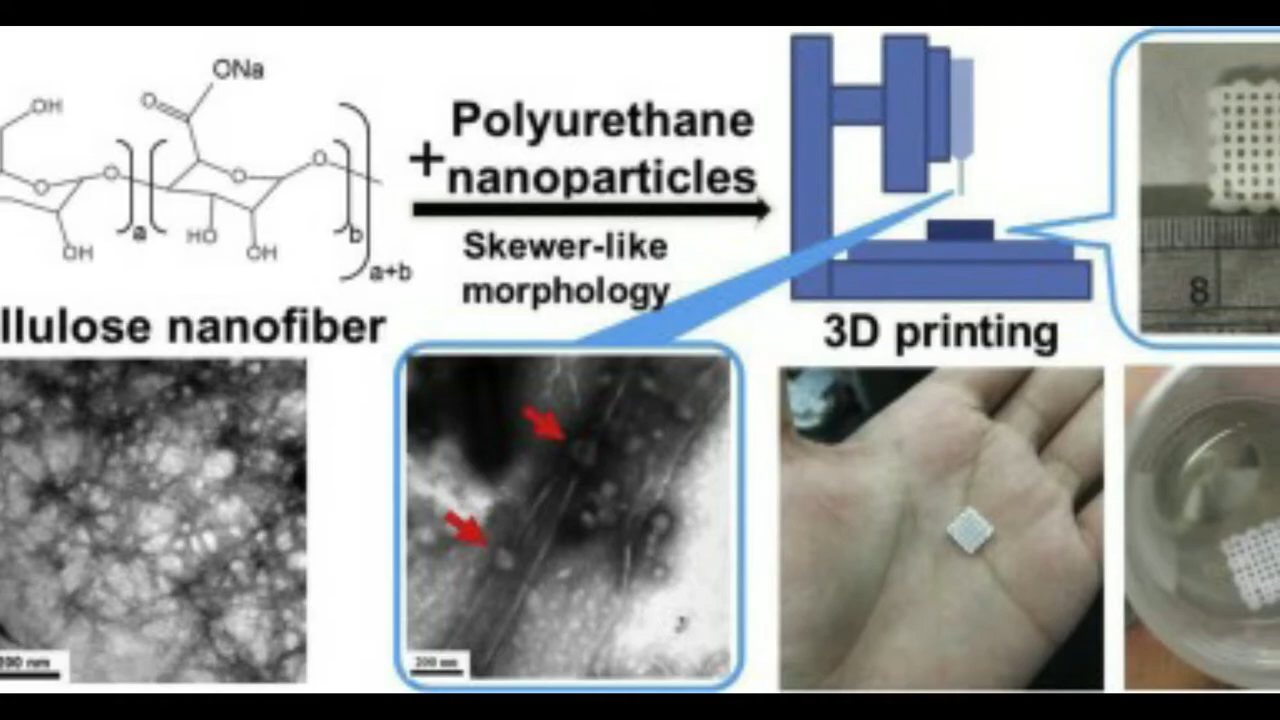 ONa
OH
O
O
O
O
O
a
b
OH
HO
OH
a+b
+
Polyurethane
nanoparticles
Skewer-like
morphology
llulose nanofiber
3D printing
8
200 nm
200 nm